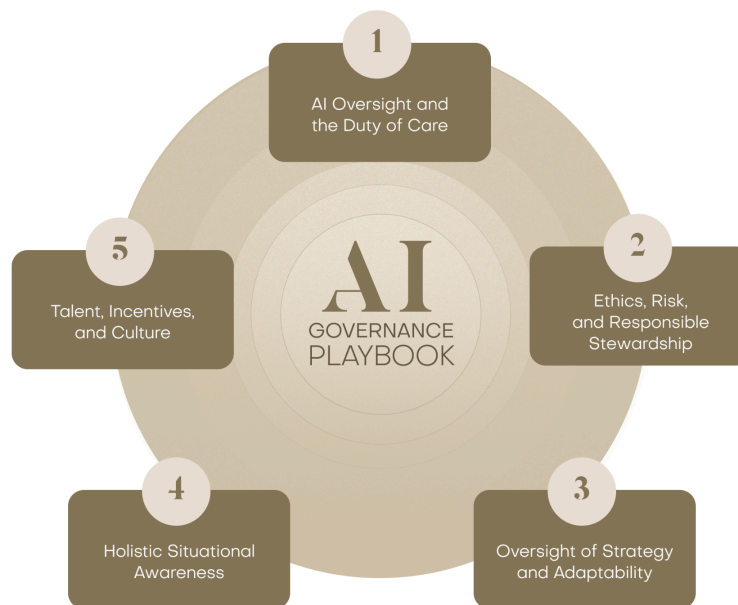 1
AI Oversight and
the Duty of Care
2
Ethics, Risk,
and Responsible
Stewardship
3
Oversight of Strategy
and Adaptability
4
Holistic Situational
Awareness
5
Talent, Incentives,
and Culture
AI
GOVERNANCE
PLAYBOOK